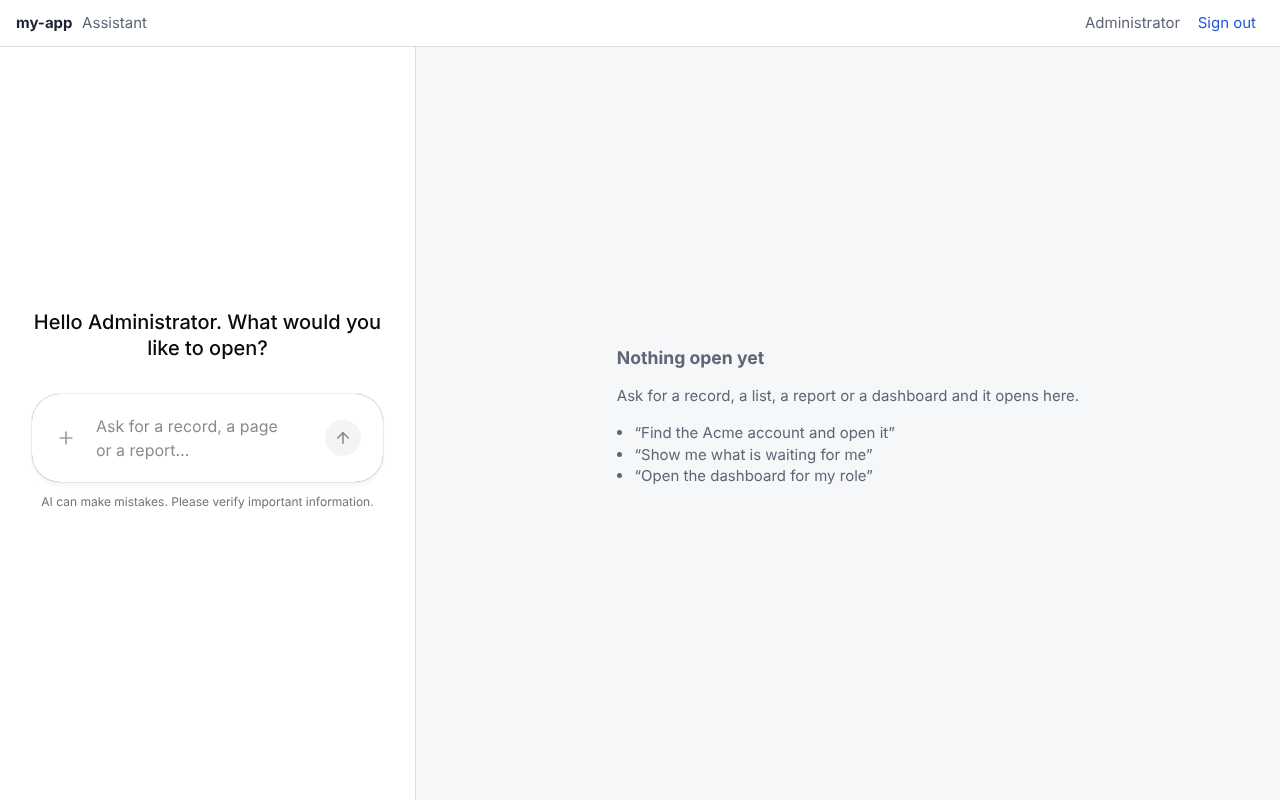 my-app Assistant
Administrator Sign out
Hello Administrator. What would you
like to open?
Ask for a record, a page
or a report...
AI can make mistakes. Please verify important information.
Nothing open yet
Ask for a record, a list, a report or a dashboard and it opens here.
• “Find the Acme account and open it”
• “Show me what is waiting for me”
• “Open the dashboard for my role”